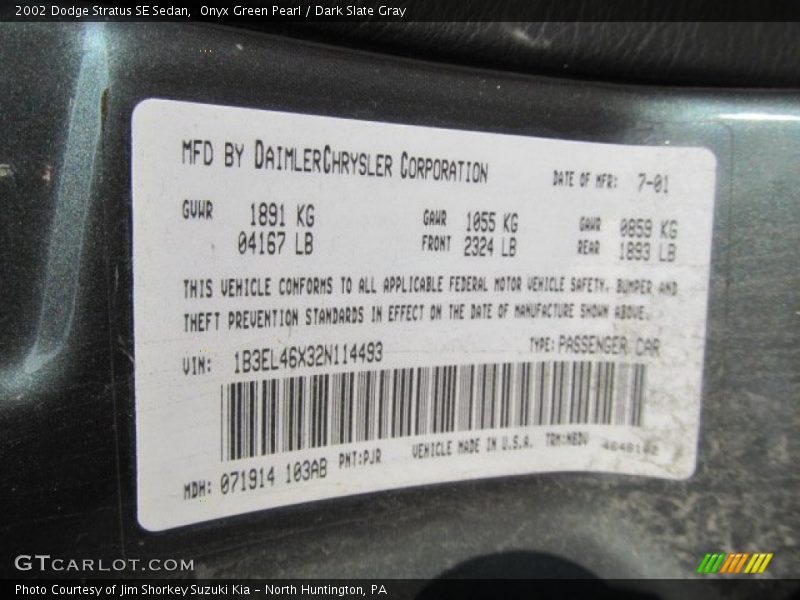 2002 Dodge Stratus SE Sedan, Onyx Green Pearl / Dark Slate Gray
MFD BY DAIMLERCHRYSLER CORPORATION
DATE OF MFR: 7-01
GVWR 1891 KG
04167 LB
GAWR 1055 KG
FRONT 2324 LB
GAWR 0859 KG
REAR 1893 LB
THIS VEHICLE CONFORMS TO ALL APPLICABLE FEDERAL MOTOR VEHICLE SAFETY, BUMPER AND
THEFT PREVENTION STANDARDS IN EFFECT ON THE DATE OF MANUFACTURE SHOWN ABOVE.
VIN: 1B3EL46X32N114493
TYPE: PASSENGER CAR
MDH: 071914 103AB PNT:PJR VEHICLE MADE IN U.S.A. TRM:
GTCARLOT.COM
Photo Courtesy of Jim Shorkey Suzuki Kia - North Huntington, PA